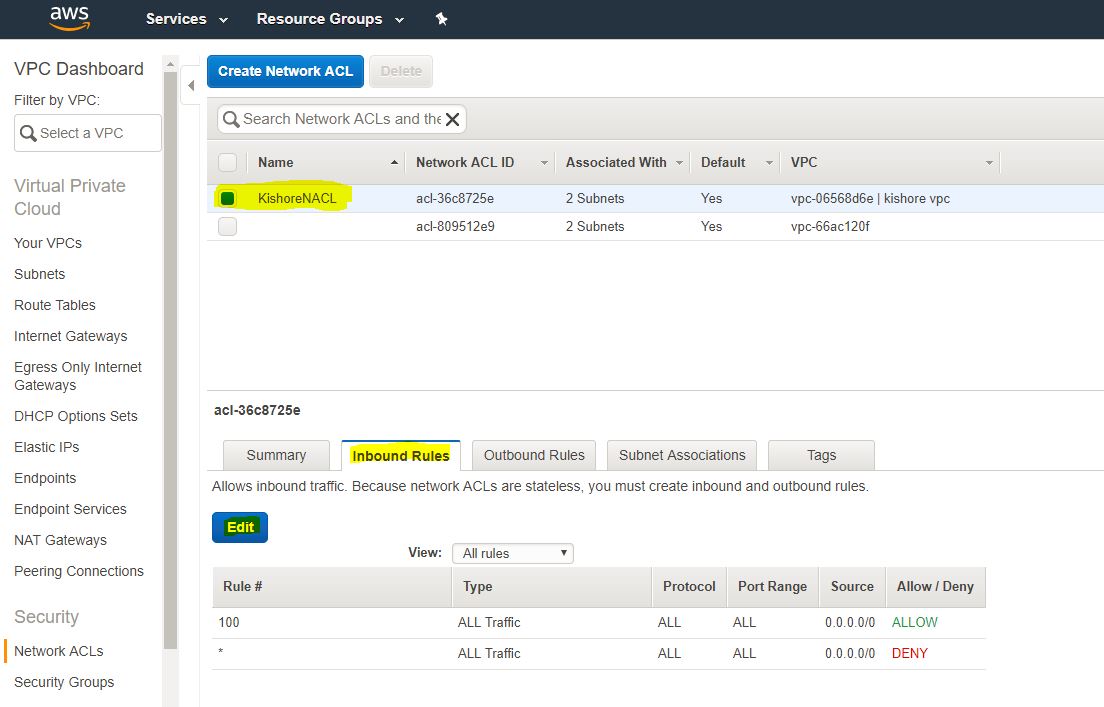 aws Services Resource Groups
VPC Dashboard
Filter by VPC:
Select a VPC
Virtual Private
Cloud
Your VPCs
Subnets
Route Tables
Internet Gateways
Egress Only Internet
Gateways
DHCP Options Sets
Elastic IPs
Endpoints
Endpoint Services
NAT Gateways
Peering Connections
Security
Network ACLs
Security Groups
Create Network ACL Delete
Search Network ACLs and the
Name Network ACL ID Associated With Default VPC
KishoreNACL acl-36c8725e 2 Subnets Yes vpc-06568d6e | kishore vpc
acl-809512e9 2 Subnets Yes vpc-66ac120f
acl-36c8725e
Summary Inbound Rules Outbound Rules Subnet Associations Tags
Allows inbound traffic. Because network ACLs are stateless, you must create inbound and outbound rules.
Edit
View: All rules
Rule # Type Protocol Port Range Source Allow / Deny
100 ALL Traffic ALL ALL 0.0.0.0/0 ALLOW
* ALL Traffic ALL ALL 0.0.0.0/0 DENY